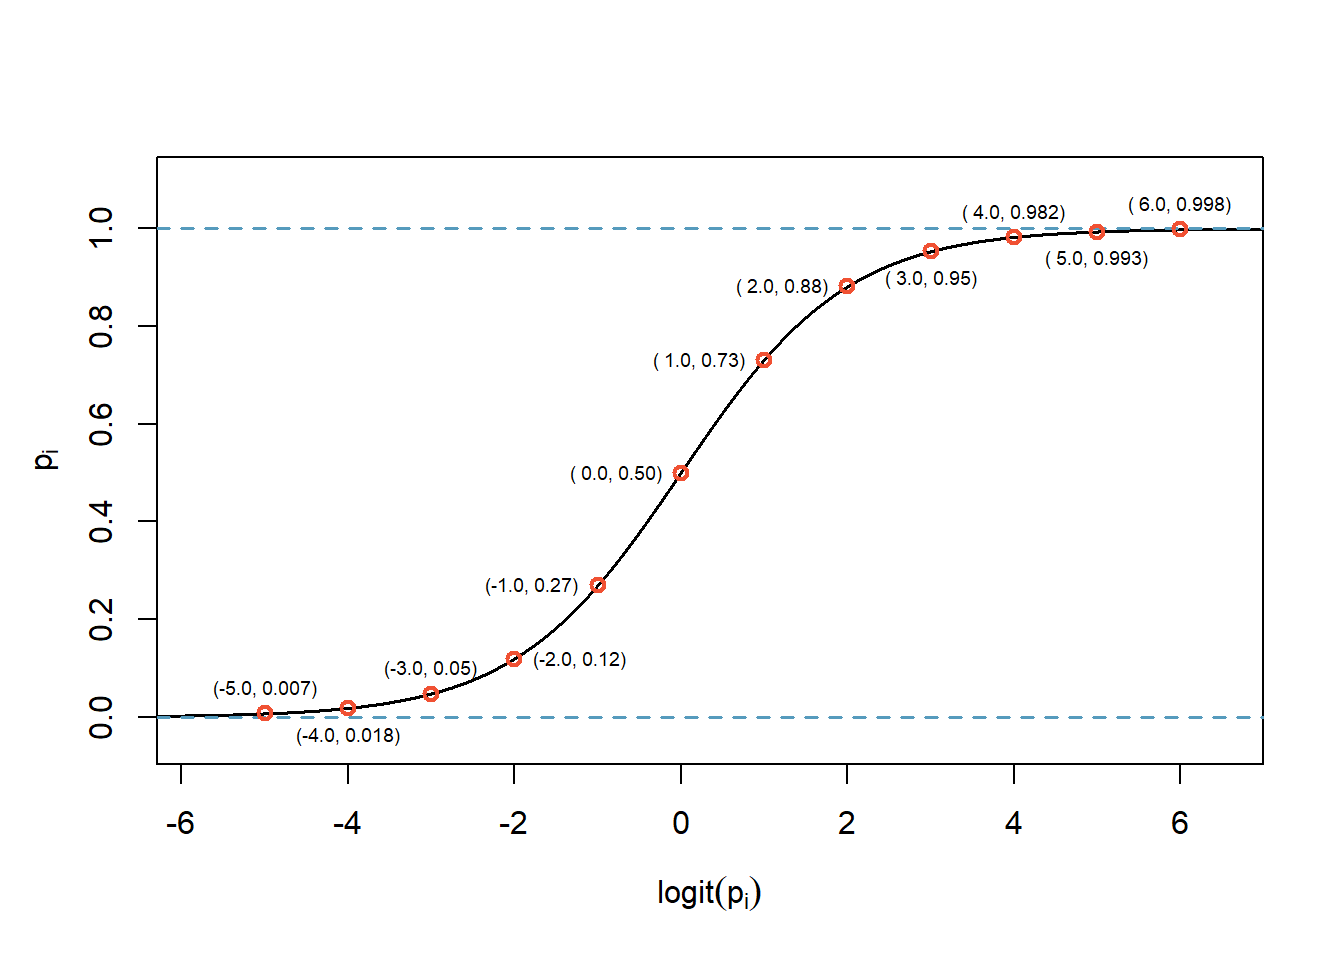 ( 6.0, 0.998)
( 4.0, 0.982)
1.0
( 5.0, 0.993)
( 3.0, 0.95)
( 2.0, 0.88)
0.8
( 1.0, 0.73)
0.6
pi
( 0.0, 0.50)
0.4
(-1.0, 0.27)
0.2
(-2.0, 0.12)
(-3.0, 0.05)
(-5.0, 0.007)
0.0
(-4.0, 0.018)
-6 -4 -2 0 2 4 6
logit(pi)